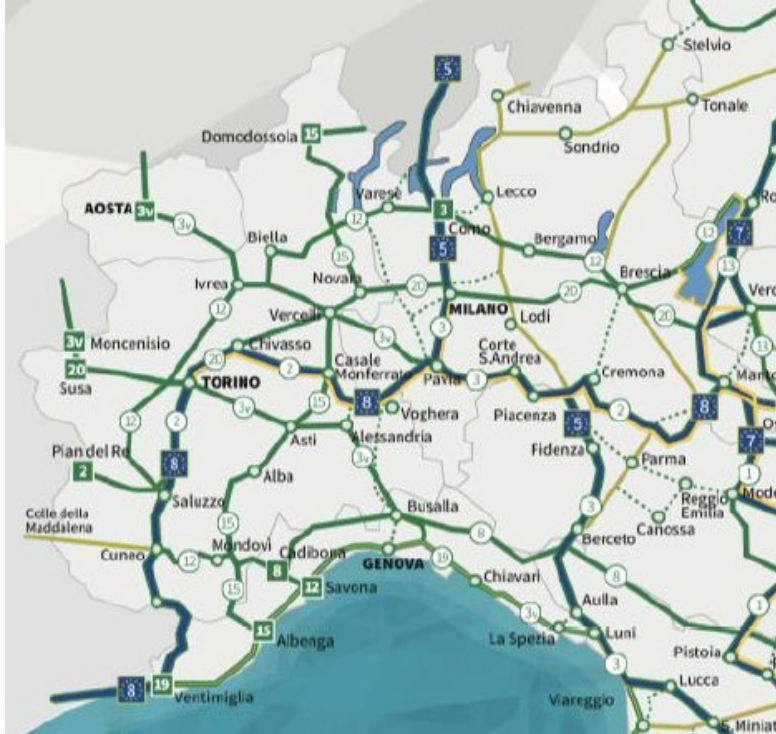 Stelvio
5
Chiavenna
Tonale
Domodossola
15
Sondrio
Varese
Lecco
AOSTA
3v
3v
12
3
Como
Biella
Bergamo
12
7
5
15
12
Brescia
13
Ivrea
Novara
20
MILANO
20
20
12
Vercelli
3v
3
Lodi
13
3v
Moncenisio
Chivasso
Corte
S.Andrea
20
Susa
20
TORINO
2
Casale
Monferrato
Pavia
3
Cremona
8
Voghera
Piacenza
2
8
12
2
3v
15
Asti
Alessandria
5
7
Pian del Re
2
8
Alba
3v
Fidenza
Parma
1
Saluzzo
Reggio
Emilia
Colle della
Maddalena
15
Busalla
3
Canossa
Cuneo
12
Mondovì
Cadibona
8
GENOVA
19
8
Berceto
8
15
12
Savona
Chiavari
1
15
Albenga
3v
Aulla
La Spezia
Luni
Pistoia
8
19
Ventimiglia
3
Lucca
Viareggio
S.Miniat